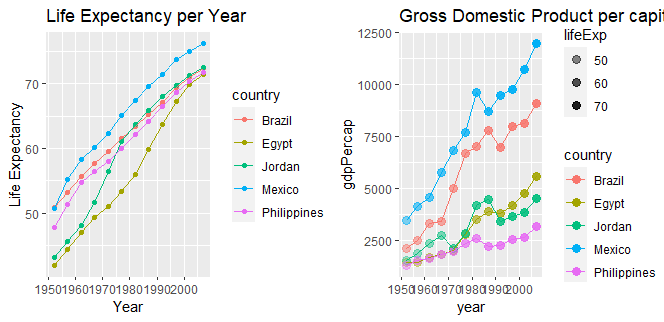 Life Expectancy per Year
Life Expectancy
70
60
50
1950 1960 1970 1980 1990 2000
Year
country
Brazil
Egypt
Jordan
Mexico
Philippines
Gross Domestic Product per capit
gdpPercap
12500
10000
7500
5000
2500
1950 1960 1970 1980 1990 2000
year
lifeExp
50
60
70
country
Brazil
Egypt
Jordan
Mexico
Philippines